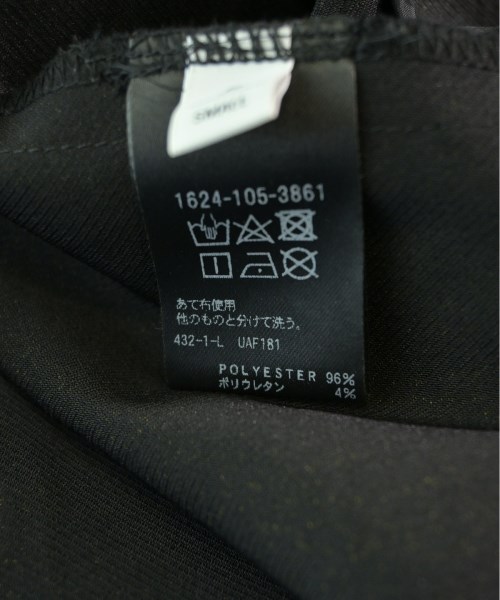 1624-105-3861
あて布使用
他のものと分けて洗う。
432-1-L UAF181
POLYESTER 96%
ポリウレタン 4%